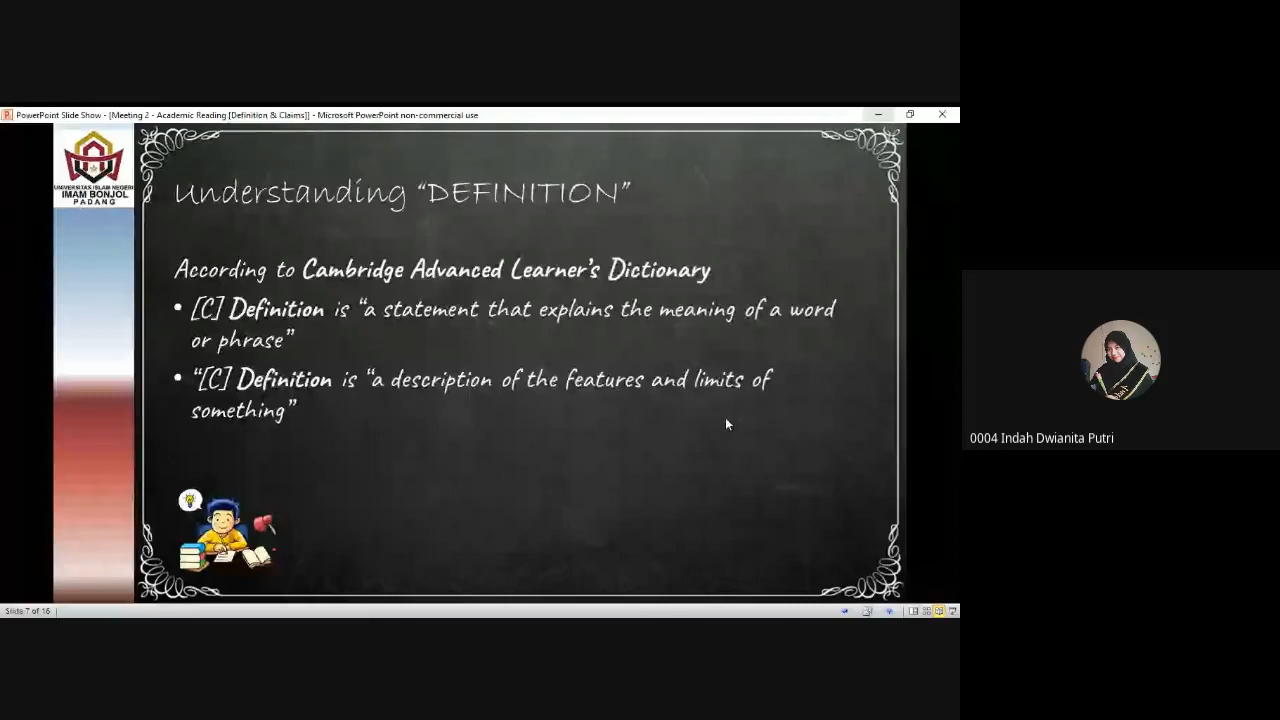 PowerPoint Slide Show - [Meeting 2 - Academic Reading [Definition & Claims]] - Microsoft PowerPoint non-commercial use
UNIVERSITAS ISLAM NEGERI
IMAM BONJOL
PADANG
Understanding “DEFINITION”
According to Cambridge Advanced Learner’s Dictionary
• [C] Definition is “a statement that explains the meaning of a word
or phrase”
• “[C] Definition is “a description of the features and limits of
something”
0004 Indah Dwianita Putri
Slide 7 of 16